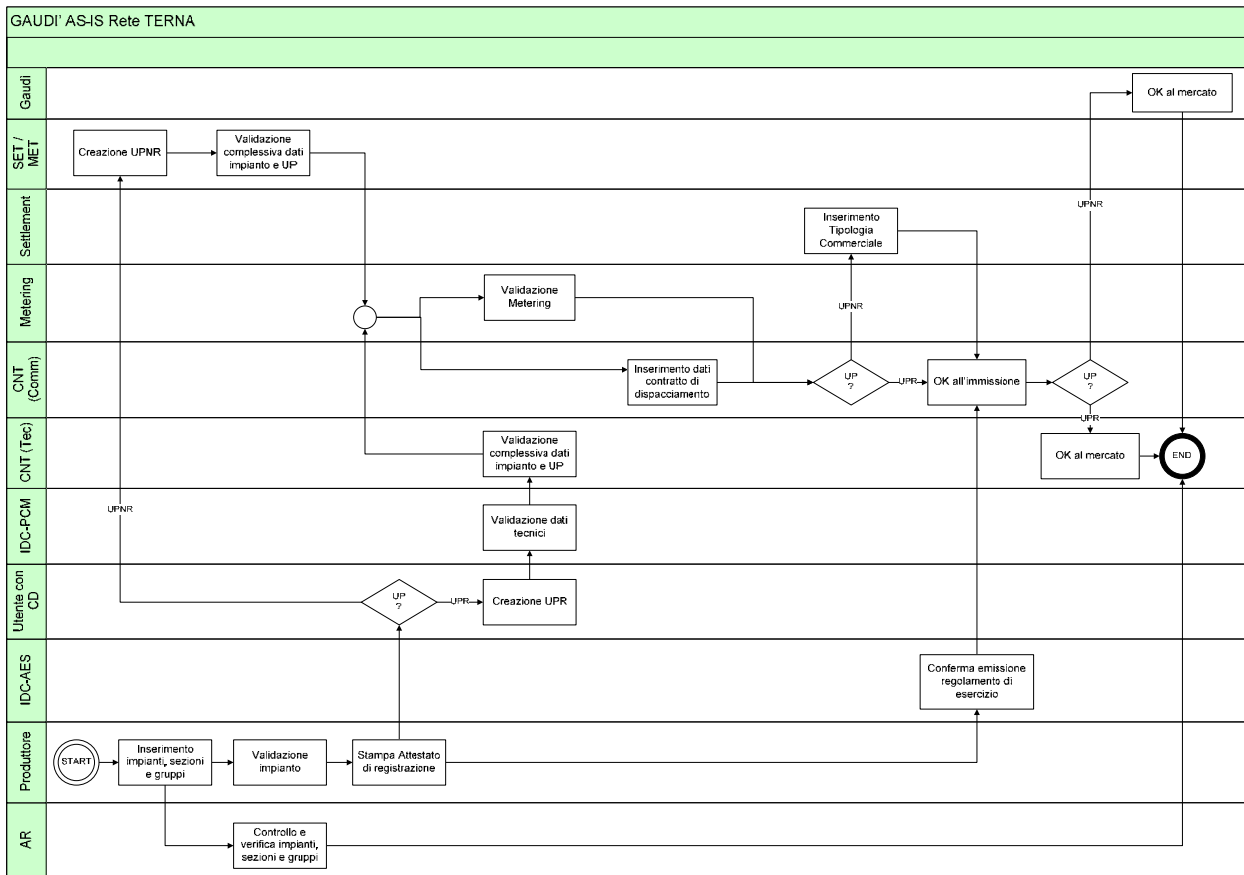 GAUDI' AS-IS Rete TERNA
Gaudì
OK al mercato
SET /
MET
Creazione UPNR
Validazione
complessiva dati
impianto e UP
Settlement
Inserimento
Tipologia
Commerciale
UPNR
Metering
Validazione
Metering
UPNR
CNT
(Comm)
Inserimento dati
contratto di
dispacciamento
UP
?
UPR
OK all'immissione
UP
?
UPR
CNT (Tec)
Validazione
complessiva dati
impianto e UP
OK al mercato
END
IDC-PCM
UPNR
Validazione dati
tecnici
Utente con
CD
UP
?
UPR
Creazione UPR
IDC-AES
Conferma emissione
regolamento di
esercizio
Produttore
START
Inserimento
impianti, sezioni
e gruppi
Validazione
impianto
Stampa Attestato
di registrazione
AR
Controllo e
verifica impianti,
sezioni e gruppi